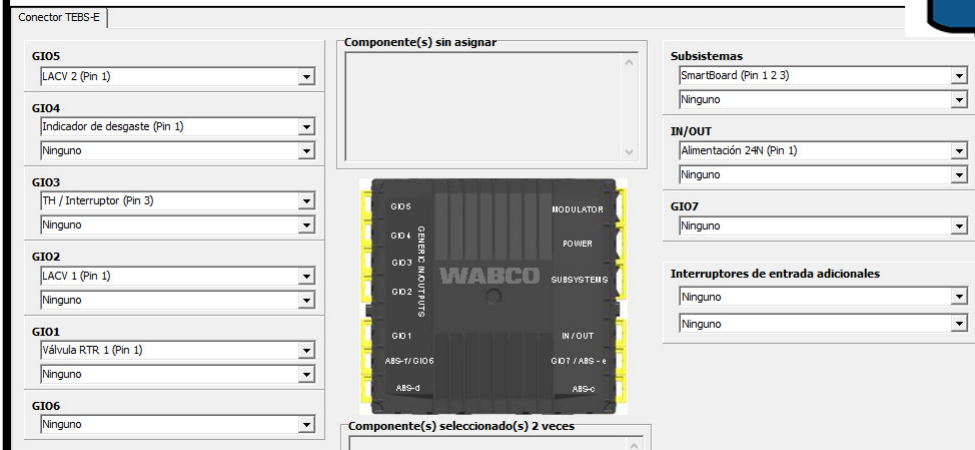 Conector TEBS-E
GIO5
LACV 2 (Pin 1)
GIO4
Indicador de desgaste (Pin 1)
Ninguno
GIO3
TH / Interruptor (Pin 3)
Ninguno
GIO2
LACV 1 (Pin 1)
Ninguno
GIO1
Válvula RTR 1 (Pin 1)
Ninguno
GIO6
Ninguno
Componente(s) sin asignar
GIO5
GIO4
GIO3
GIO2
GIO1
ABS-f/GIO6
ABS-d
GENERIC IN/OUTPUTS
WABCO
MODULATOR
POWER
SUBSYSTEMS
IN/OUT
GIO7 / ABS-e
ABS-c
Componente(s) seleccionado(s) 2 veces
Subsistemas
SmartBoard (Pin 1 2 3)
Ninguno
IN/OUT
Alimentación 24N (Pin 1)
Ninguno
GIO7
Ninguno
Interruptores de entrada adicionales
Ninguno
Ninguno